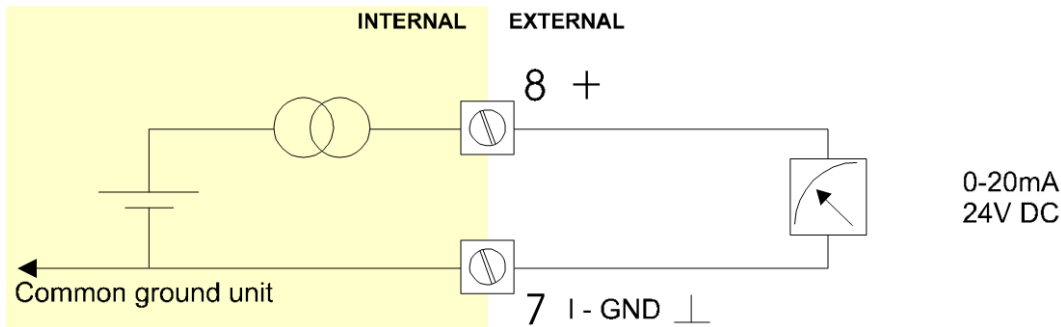 INTERNAL EXTERNAL
8 +
0-20mA
24V DC
Common ground unit
7 I - GND ⊥